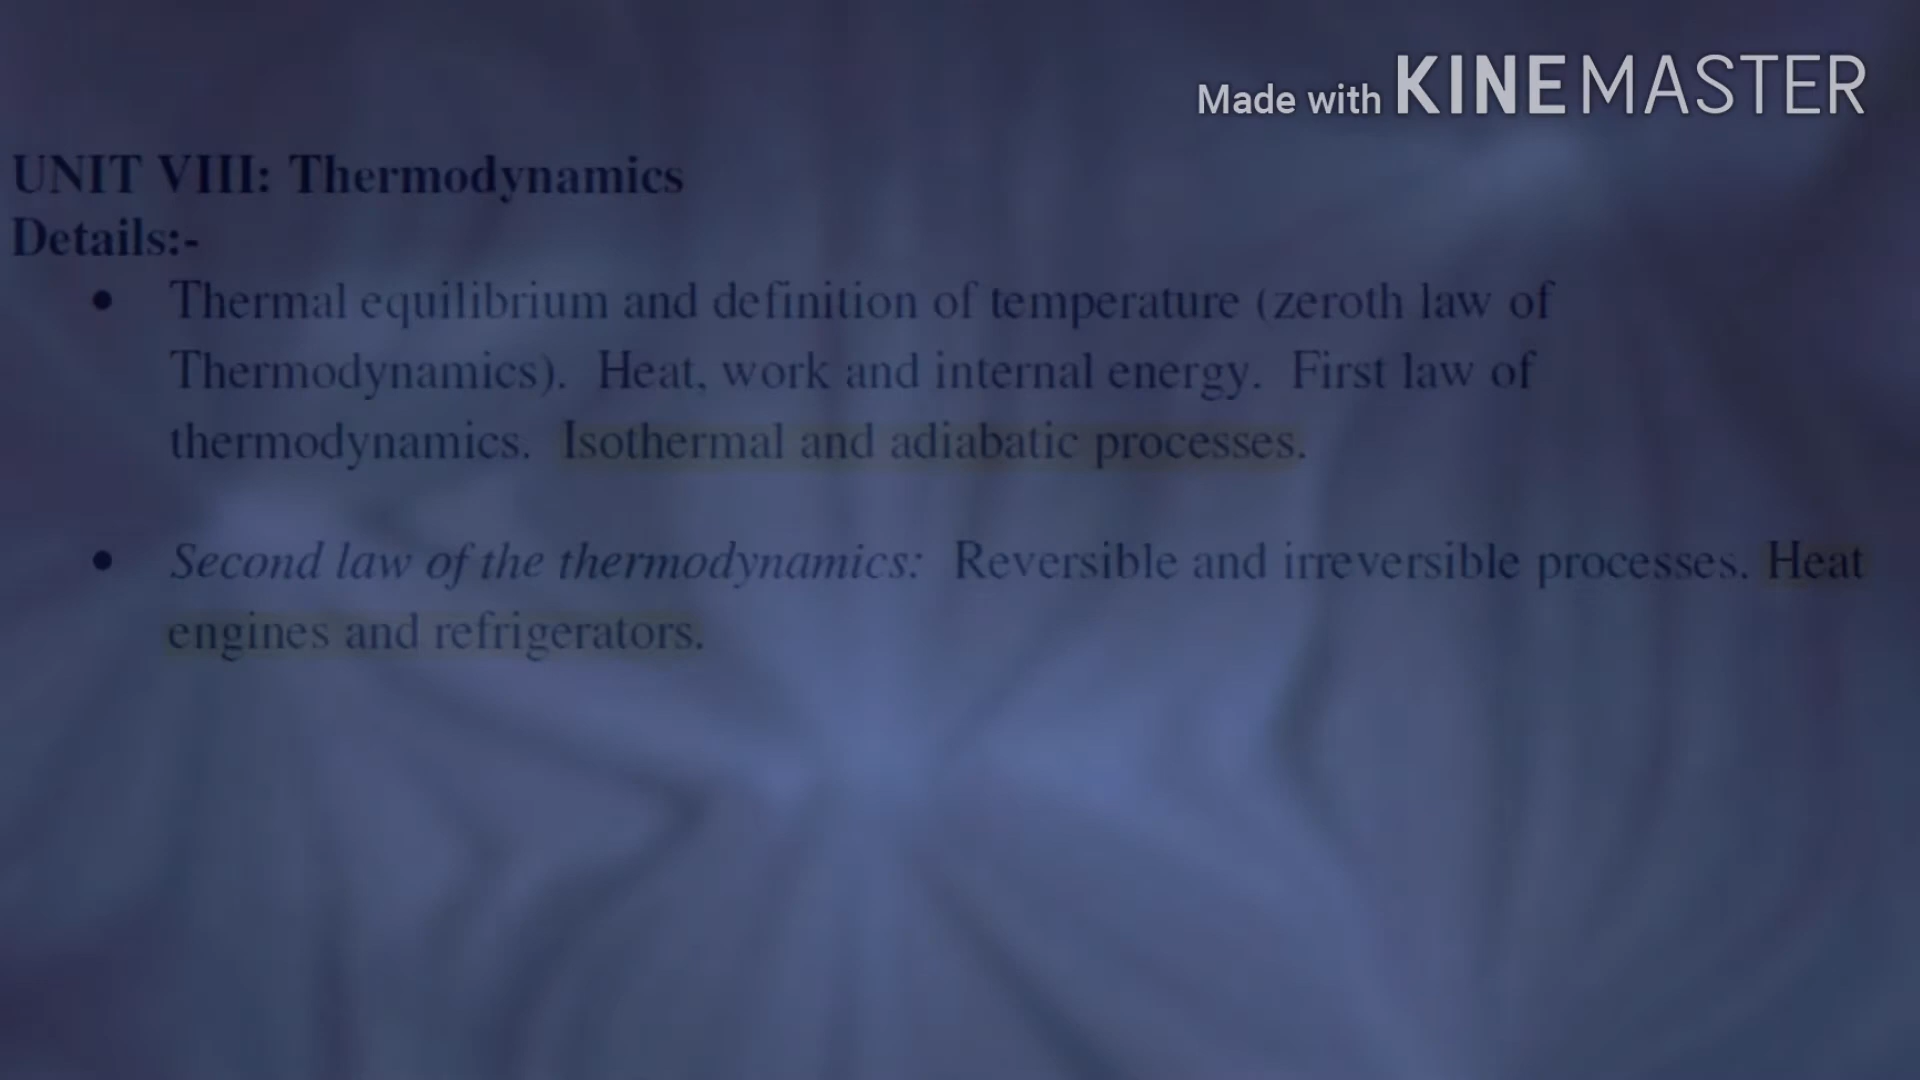 Made with KINEMASTER
UNIT VIII: Thermodynamics
Details:-
• Thermal equilibrium and definition of temperature (zeroth law of
Thermodynamics). Heat, work and internal energy. First law of
thermodynamics. Isothermal and adiabatic processes.
• Second law of the thermodynamics: Reversible and irreversible processes. Heat
engines and refrigerators.